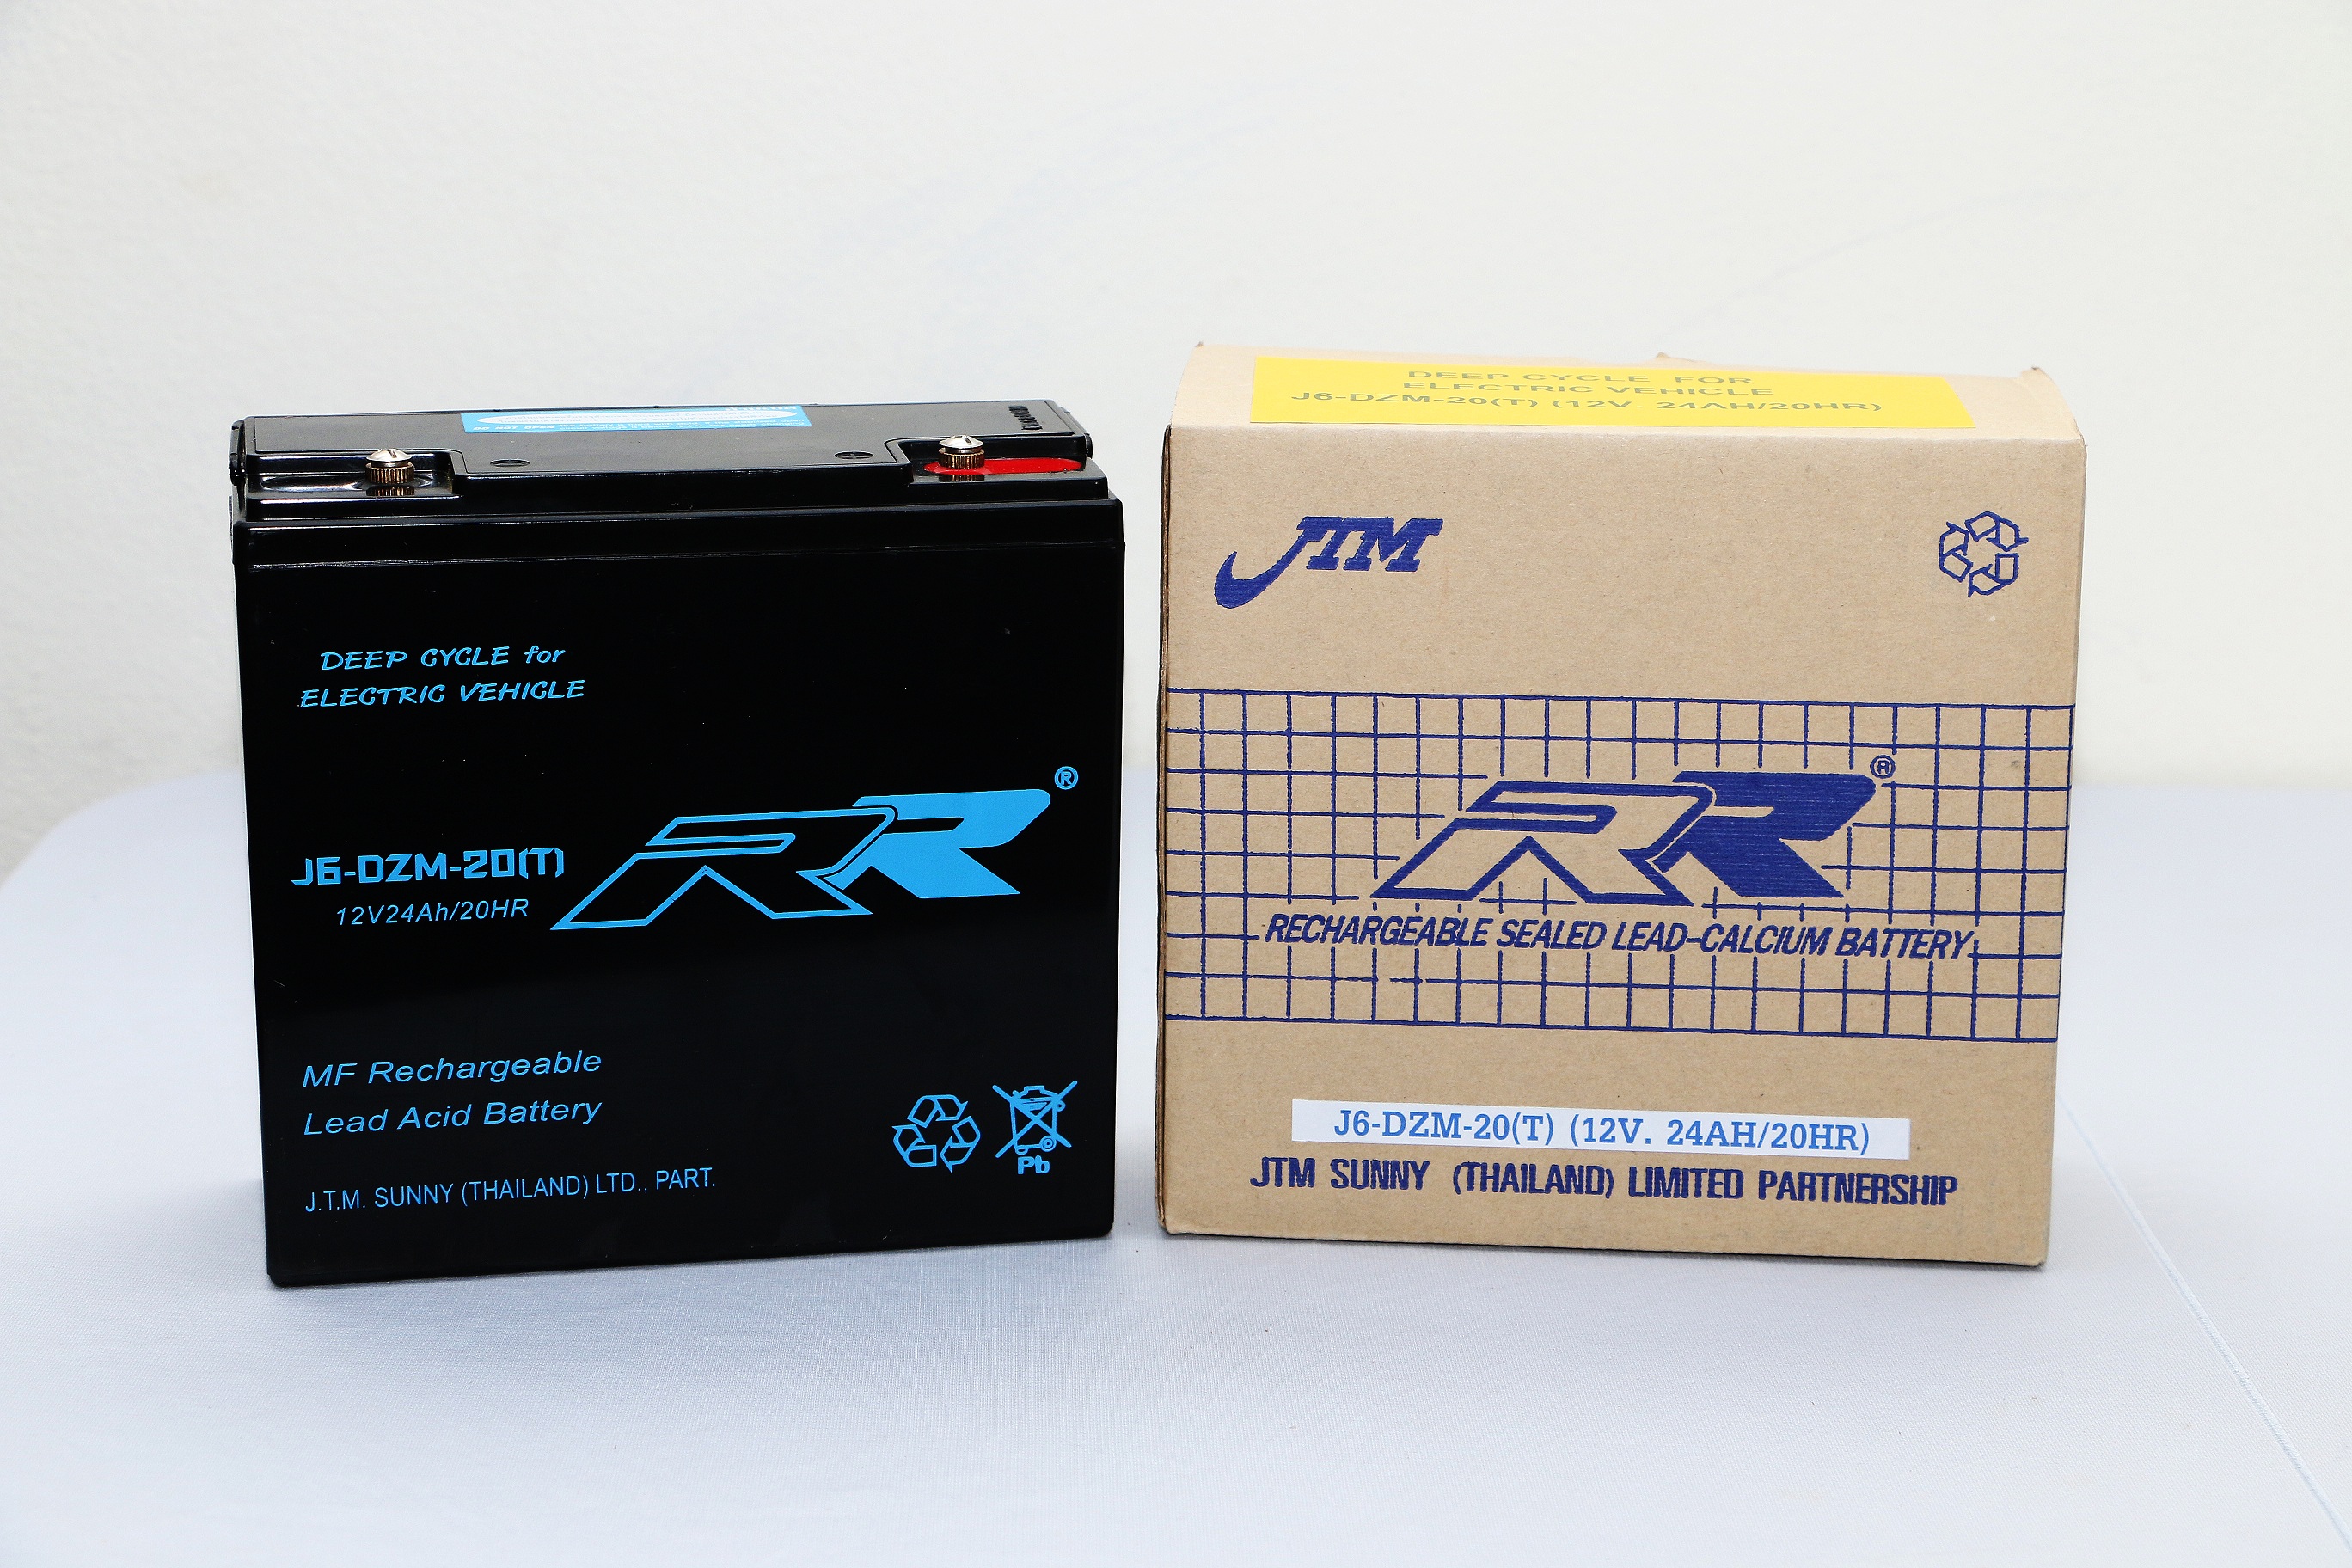 DEEP CYCLE for
ELECTRIC VEHICLE
J6-DZM-20(T)
12V24Ah/20HR
RR®
MF Rechargeable
Lead Acid Battery
Pb
J.T.M. SUNNY (THAILAND) LTD., PART.
DEEP CYCLE FOR
ELECTRIC VEHICLE
J6-DZM-20(T) (12V. 24AH/20HR)
JTM
RR®
RECHARGEABLE SEALED LEAD-CALCIUM BATTERY
J6-DZM-20(T) (12V. 24AH/20HR)
JTM SUNNY (THAILAND) LIMITED PARTNERSHIP